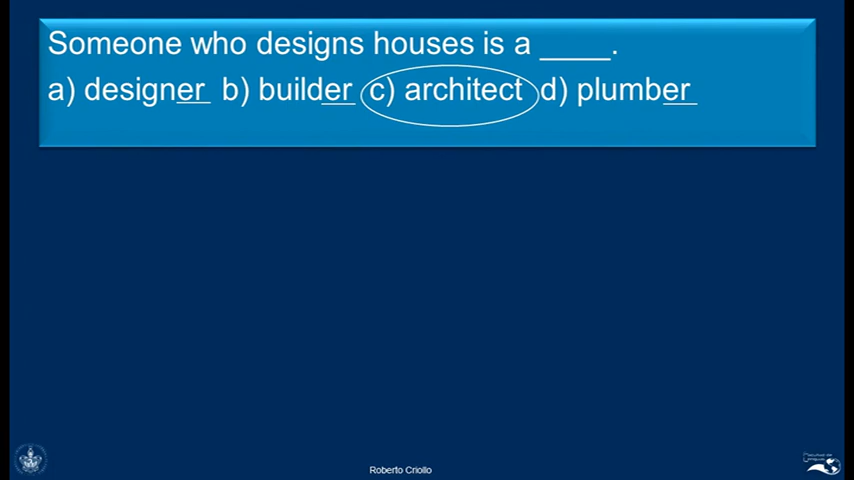 Someone who designs houses is a ____.
a) designer b) builder c) architect d) plumber
Roberto Criollo